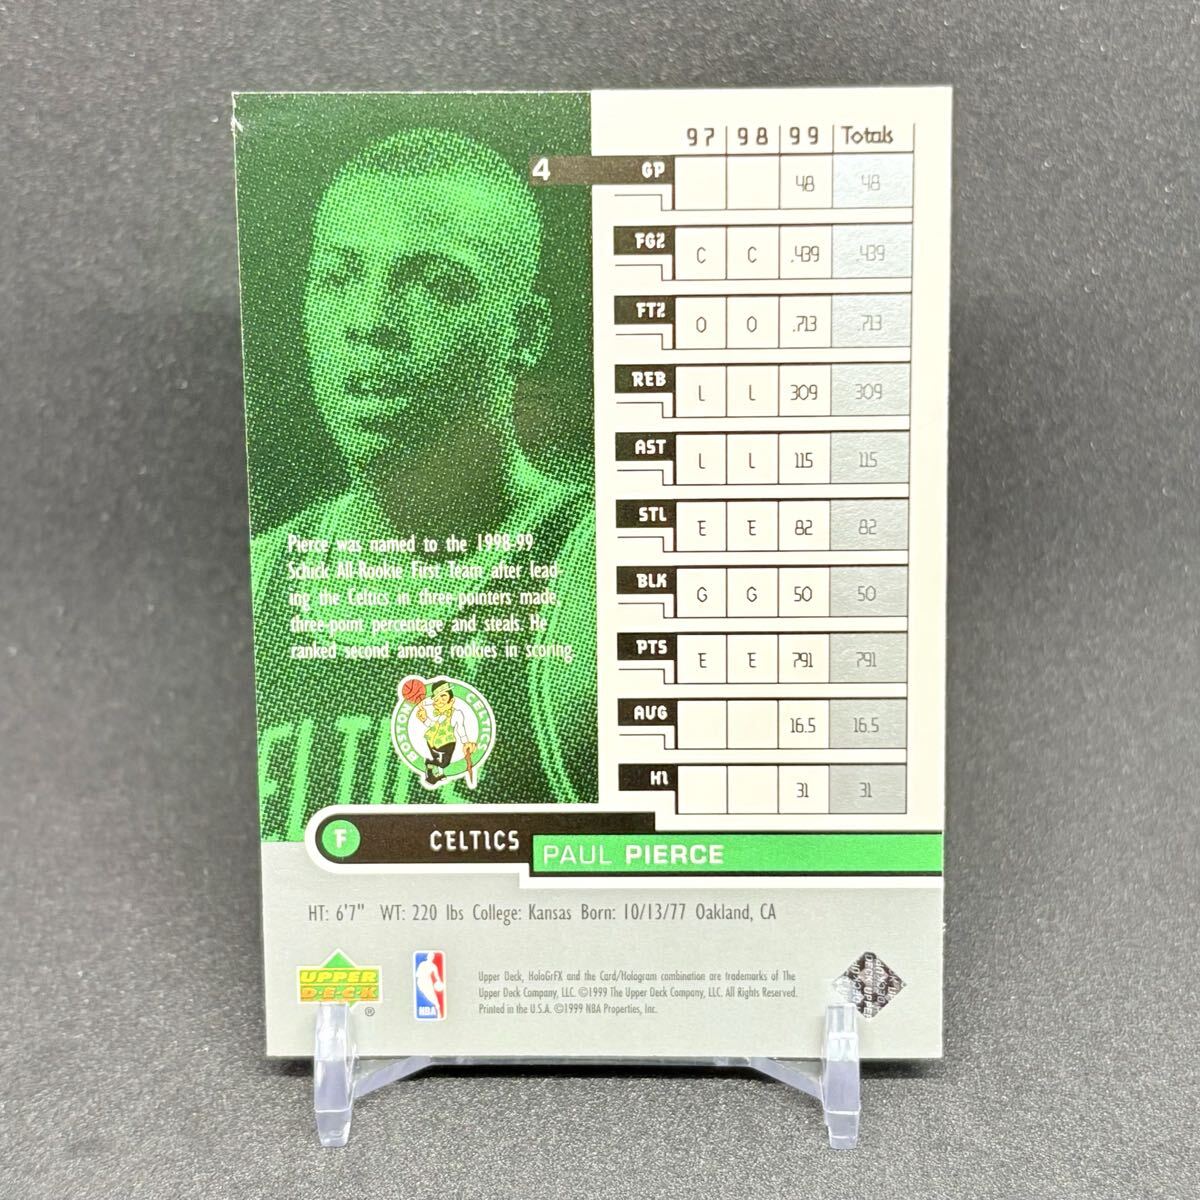 97 98 99 Totals
4 GP 48 48
FG% C C .439 .439
FT% O O .713 .713
REB L L 309 309
AST L L 115 115
STL E E 82 82
BLK G G 50 50
PTS E E 791 791
AVG 16.5 16.5
HI 31 31
Pierce was named to the 1998-99
Schick All-Rookie First Team after lead-
ing the Celtics in three-pointers made,
three-point percentage and steals. He
ranked second among rookies in scoring.
BOSTON CELTICS
F CELTICS
PAUL PIERCE
HT: 6'7" WT: 220 lbs College: Kansas Born: 10/13/77 Oakland, CA
UPPER
DECK
®
NBA
Upper Deck, HoloGrFX and the Card/Hologram combination are trademarks of The
Upper Deck Company, LLC. ©1999 The Upper Deck Company, LLC. All Rights Reserved.
Printed in the U.S.A. ©1999 NBA Properties, Inc.